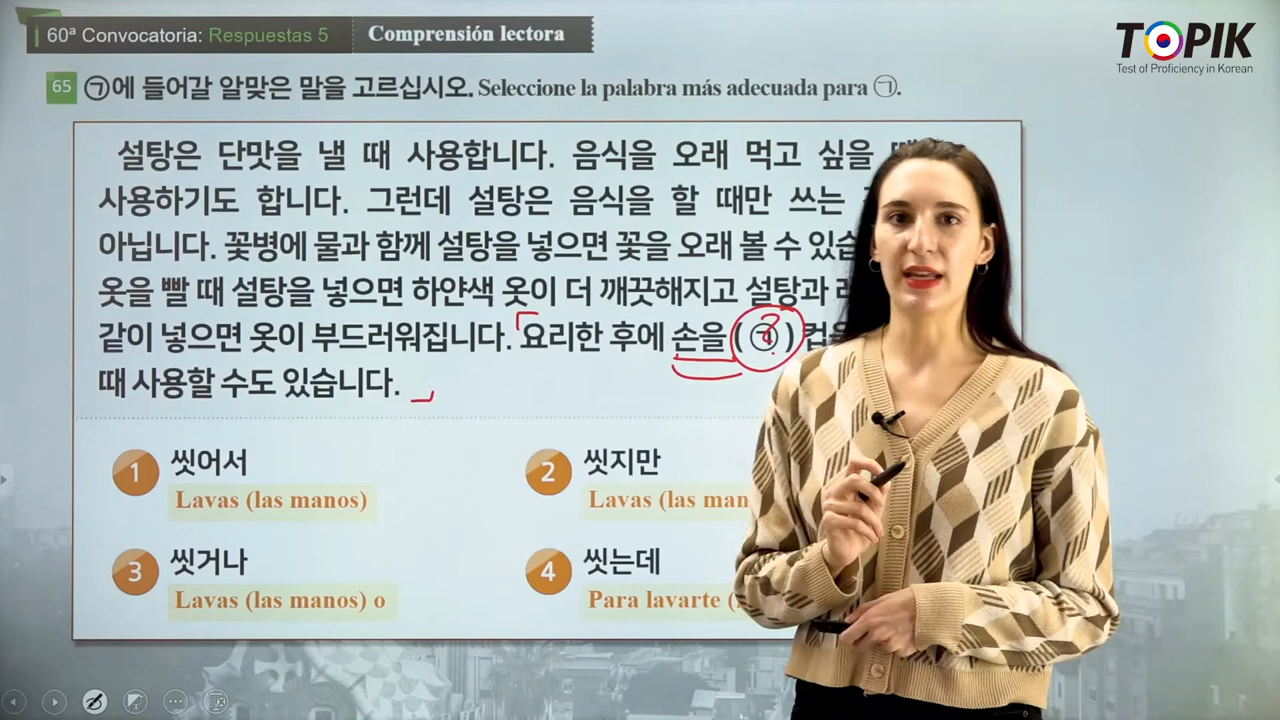 60ª Convocatoria: Respuestas 5
Comprensión lectora
TOPIK
Test of Proficiency in Korean
65 ㉠에 들어갈 알맞은 말을 고르십시오. Seleccione la palabra más adecuada para ㉠.
설탕은 단맛을 낼 때 사용합니다. 음식을 오래 먹고 싶을
사용하기도 합니다. 그런데 설탕은 음식을 할 때만 쓰는
아닙니다. 꽃병에 물과 함께 설탕을 넣으면 꽃을 오래 볼 수
옷을 빨 때 설탕을 넣으면 하얀색 옷이 더 깨끗해지고 설탕과
같이 넣으면 옷이 부드러워집니다. 요리한 후에 손을 ( ㉠ )
때 사용할 수도 있습니다.
1 씻어서
Lavas (las manos)
2 씻지만
Lavas (las
3 씻거나
Lavas (las manos) o
4 씻는데
Para lavarte